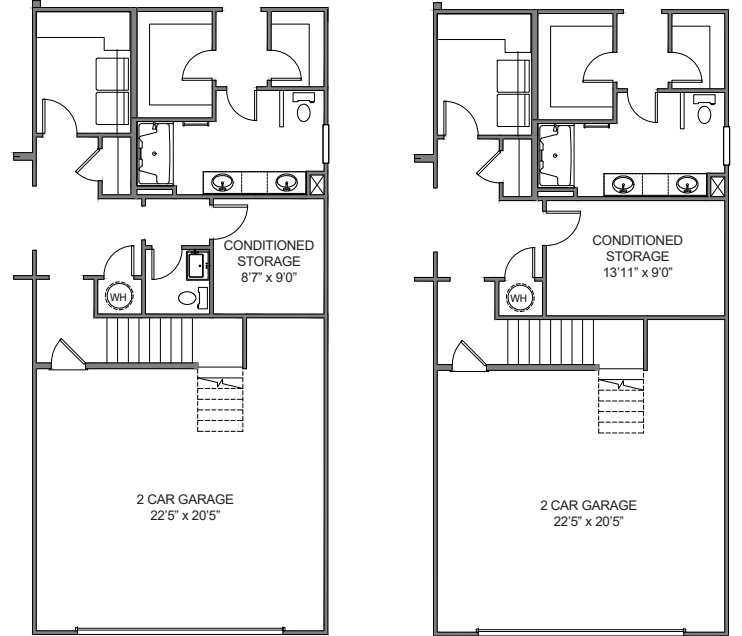 CONDITIONED
STORAGE
8'7” x 9'0”
WH
2 CAR GARAGE
22'5” x 20'5”
CONDITIONED
STORAGE
13'11” x 9'0”
WH
2 CAR GARAGE
22'5” x 20'5”